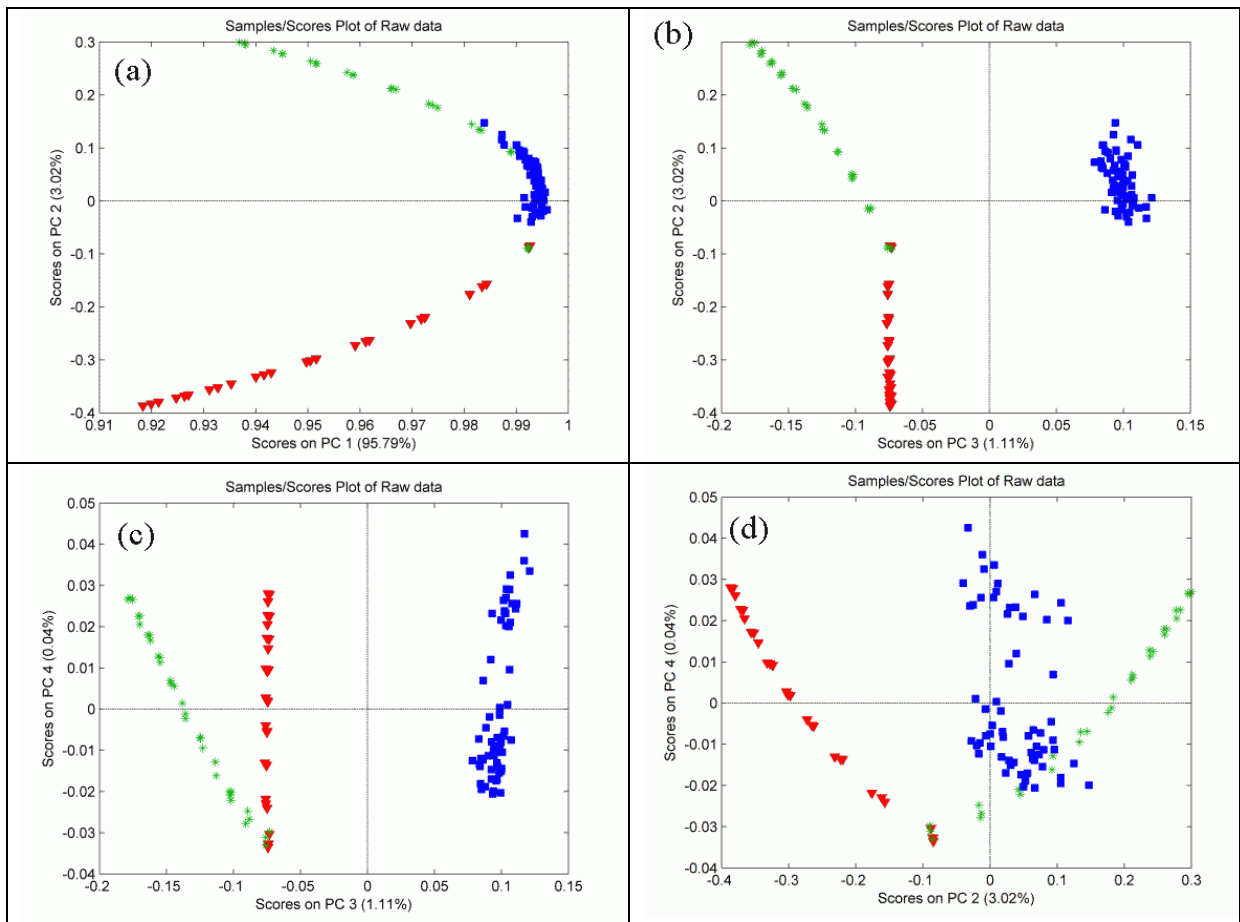 Samples/Scores Plot of Raw data
(a)
0.3
0.2
0.1
0
-0.1
-0.2
-0.3
-0.4
Scores on PC 2 (3.02%)
0.91 0.92 0.93 0.94 0.95 0.96 0.97 0.98 0.99 1
Scores on PC 1 (95.79%)
Samples/Scores Plot of Raw data
(b)
0.3
0.2
0.1
0
-0.1
-0.2
-0.3
-0.4
Scores on PC 2 (3.02%)
-0.2 -0.15 -0.1 -0.05 0 0.05 0.1 0.15
Scores on PC 3 (1.11%)
Samples/Scores Plot of Raw data
(c)
0.05
0.04
0.03
0.02
0.01
0
-0.01
-0.02
-0.03
-0.04
Scores on PC 4 (0.04%)
-0.2 -0.15 -0.1 -0.05 0 0.05 0.1 0.15
Scores on PC 3 (1.11%)
Samples/Scores Plot of Raw data
(d)
0.05
0.04
0.03
0.02
0.01
0
-0.01
-0.02
-0.03
-0.04
Scores on PC 4 (0.04%)
-0.4 -0.3 -0.2 -0.1 0 0.1 0.2 0.3
Scores on PC 2 (3.02%)